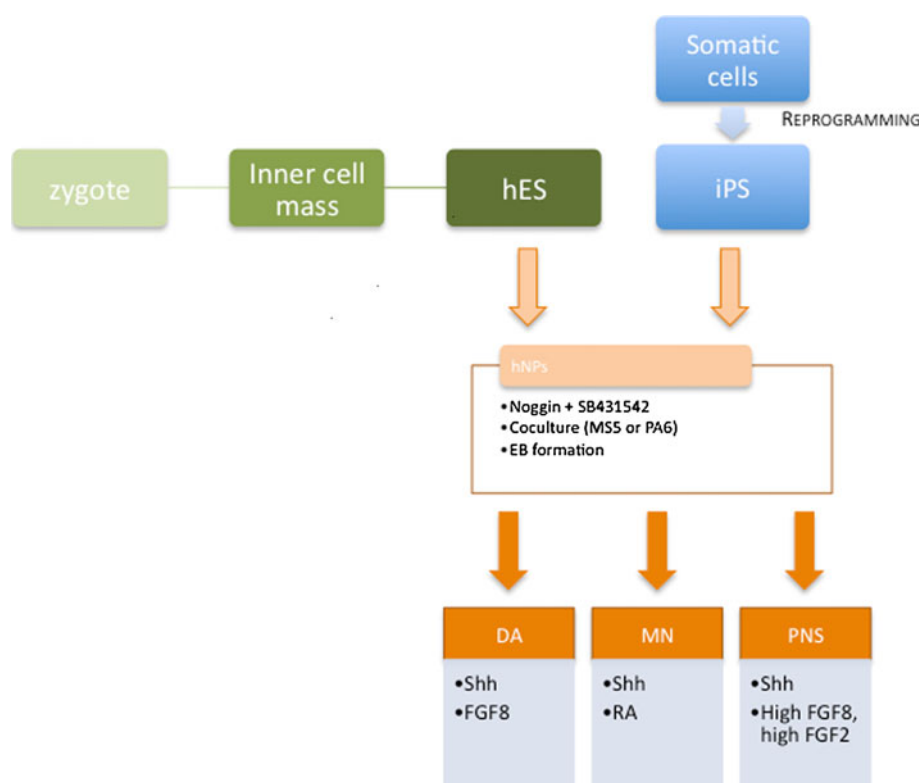 Somatic
cells
REPROGRAMMING
zygote
Inner cell
mass
hES
iPS
hNPs
•Noggin + SB431542
•Coculture (MS5 or PA6)
•EB formation
DA
•Shh
•FGF8
MN
•Shh
•RA
PNS
•Shh
•High FGF8,
high FGF2